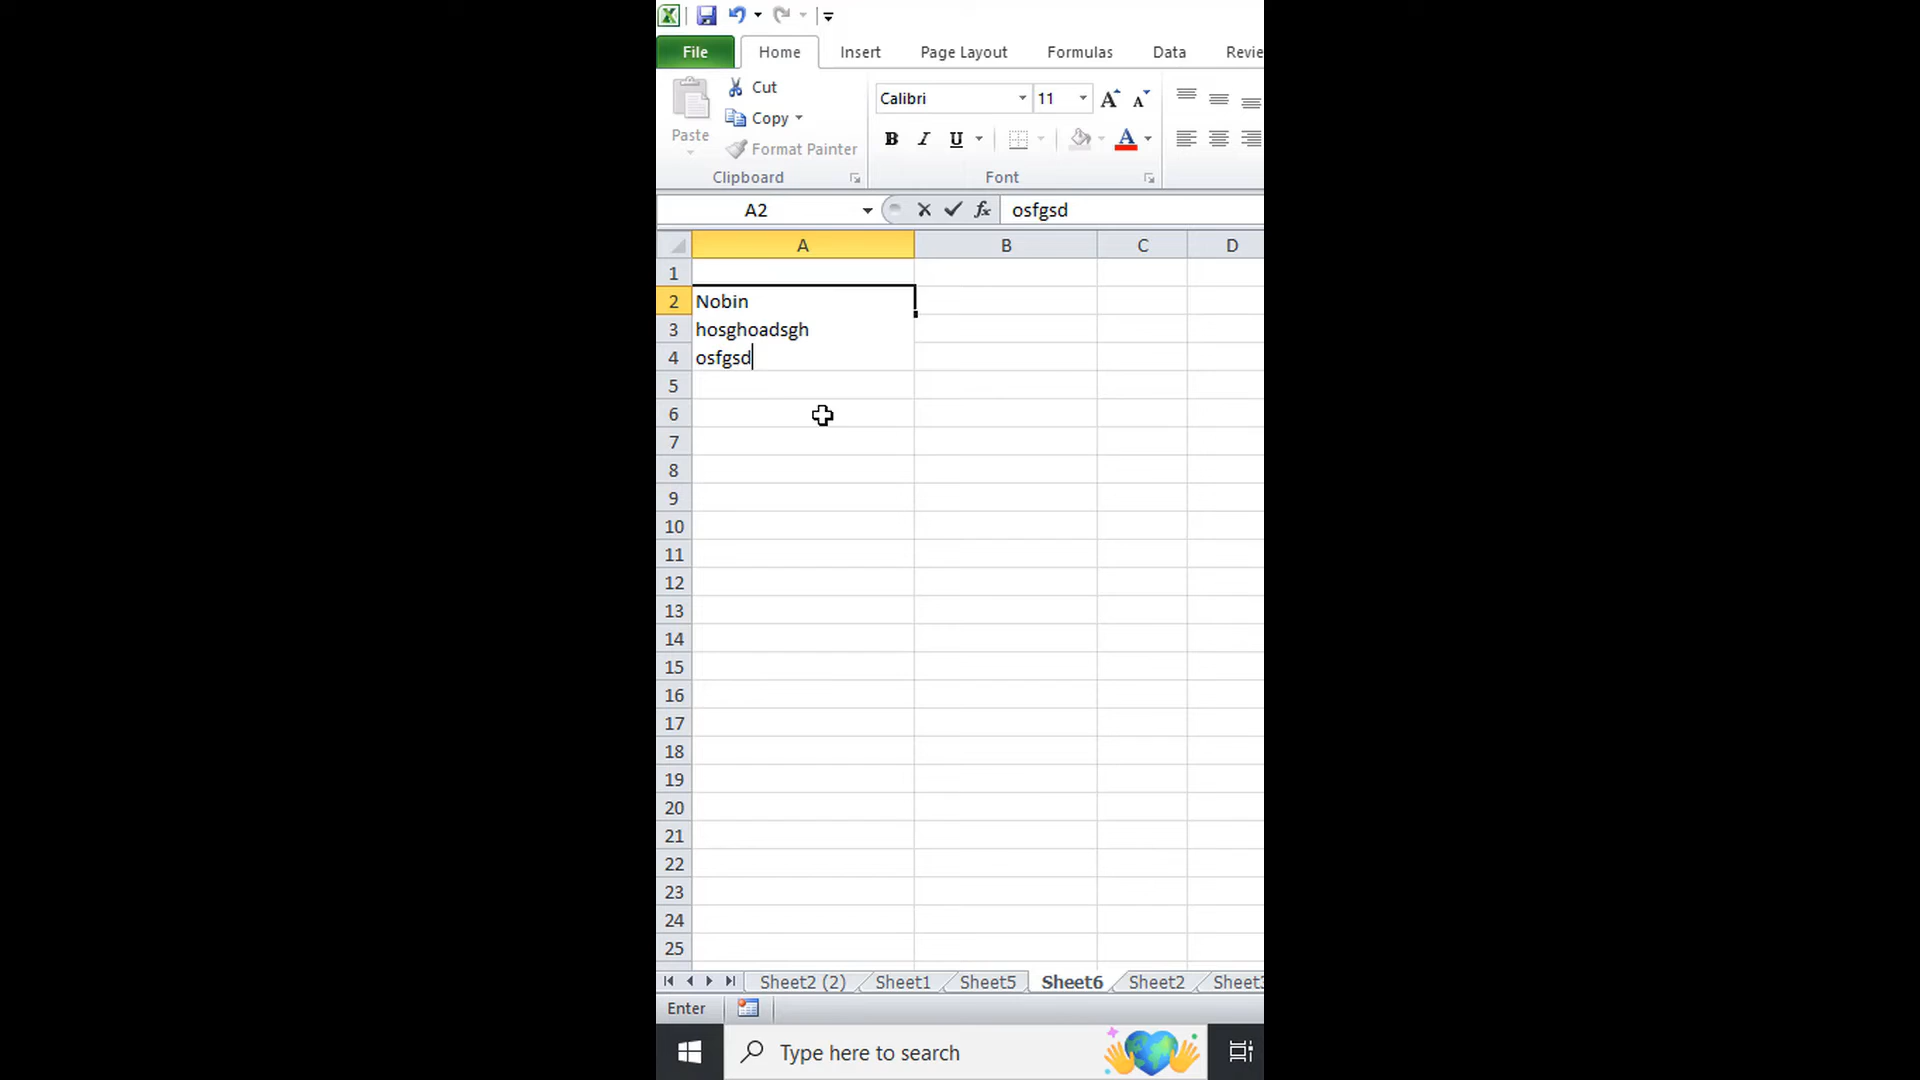 File Home Insert Page Layout Formulas Data Revie
Paste
Cut
Copy
Format Painter
Clipboard
Calibri 11
B I U A
Font
A2 fx osfgsd
A B C D
1
2 Nobin
3 hosghoadsgh
4 osfgsd
5
6
7
8
9
10
11
12
13
14
15
16
17
18
19
20
21
22
23
24
25
Sheet2 (2) Sheet1 Sheet5 Sheet6 Sheet2 Sheet3
Enter
Type here to search